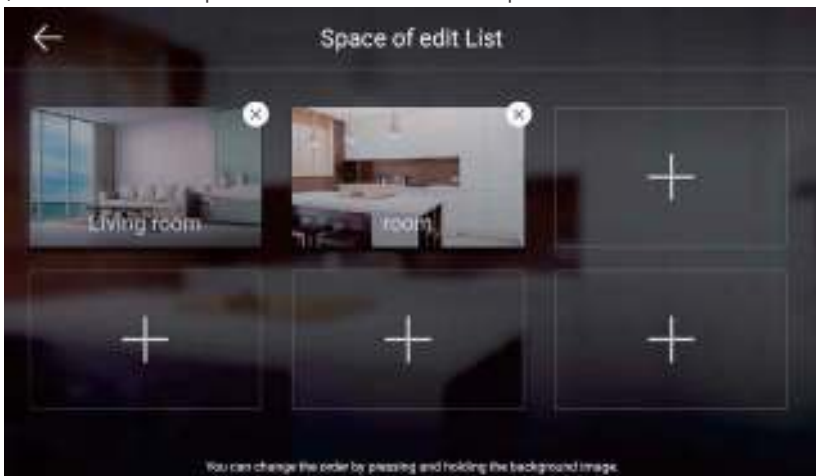 Space of edit List
Living room
room
You can change the order by pressing and holding the background image.